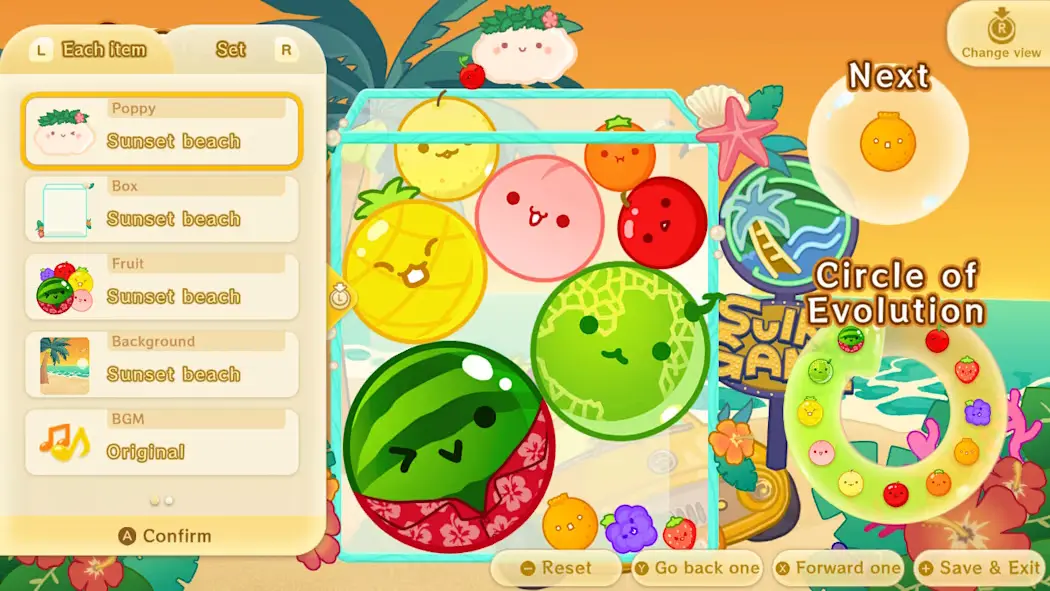 L Each item Set R
Poppy
Sunset beach
Box
Sunset beach
Fruit
Sunset beach
Background
Sunset beach
BGM
Original
A Confirm
L
R
Change view
Next
Circle of
Evolution
Reset
Y Go back one
X Forward one
+ Save & Exit